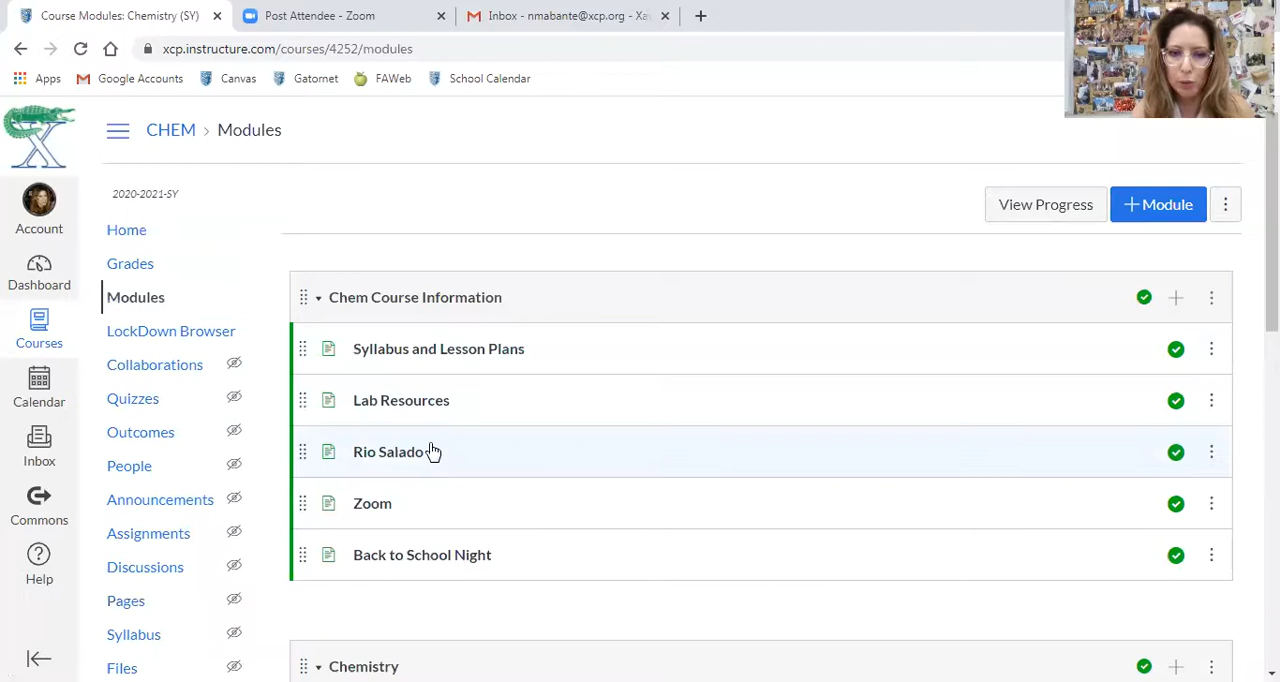 Course Modules: Chemistry (SY)
Post Attendee - Zoom
Inbox - nmabante@xcp.org - Xa
xcp.instructure.com/courses/4252/modules
Apps
Google Accounts
Canvas
Gatornet
FAWeb
School Calendar
X
CHEM › Modules
Account
Dashboard
Courses
Calendar
Inbox
Commons
Help
2020-2021-SY
Home
Grades
Modules
LockDown Browser
Collaborations
Quizzes
Outcomes
People
Announcements
Assignments
Discussions
Pages
Syllabus
Files
View Progress
+ Module
Chem Course Information
Syllabus and Lesson Plans
Lab Resources
Rio Salado
Zoom
Back to School Night
Chemistry